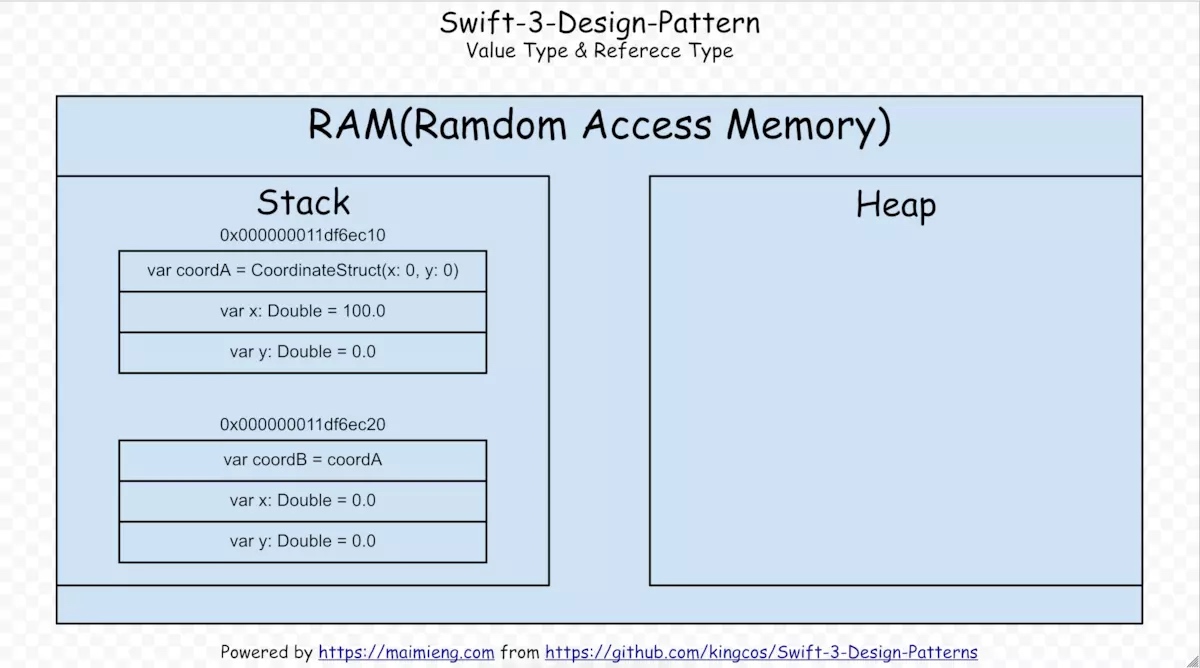 Swift-3-Design-Pattern
Value Type & Referece Type
RAM(Ramdom Access Memory)
Stack
0x000000011df6ec10
var coordA = CoordinateStruct(x: 0, y: 0)
var x: Double = 100.0
var y: Double = 0.0
0x000000011df6ec20
var coordB = coordA
var x: Double = 0.0
var y: Double = 0.0
Heap
Powered by https://maimieng.com from https://github.com/kingcos/Swift-3-Design-Patterns